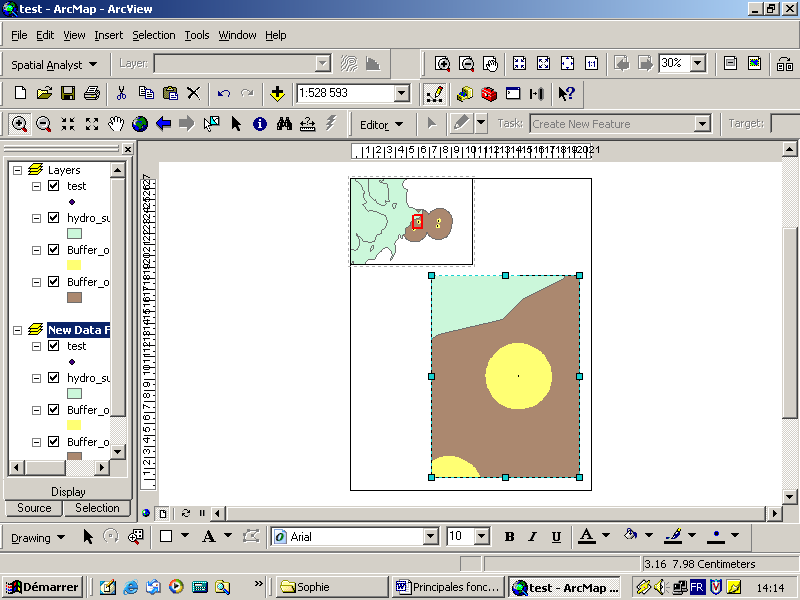 test - ArcMap - ArcView
File Edit View Insert Selection Tools Window Help
Spatial Analyst Layer: 1:1 30%
1:528 593
Editor Task: Create New Feature Target:
Layers
test
hydro_su
Buffer_o
Buffer_o
New Data F
test
hydro_su
Buffer_o
Buffer_o
Display
Source Selection
Drawing A Arial 10 B I U A
3.16 7.98 Centimeters
Démarrer » Sophie Principales fonc... test - ArcMap ... FR 14:14